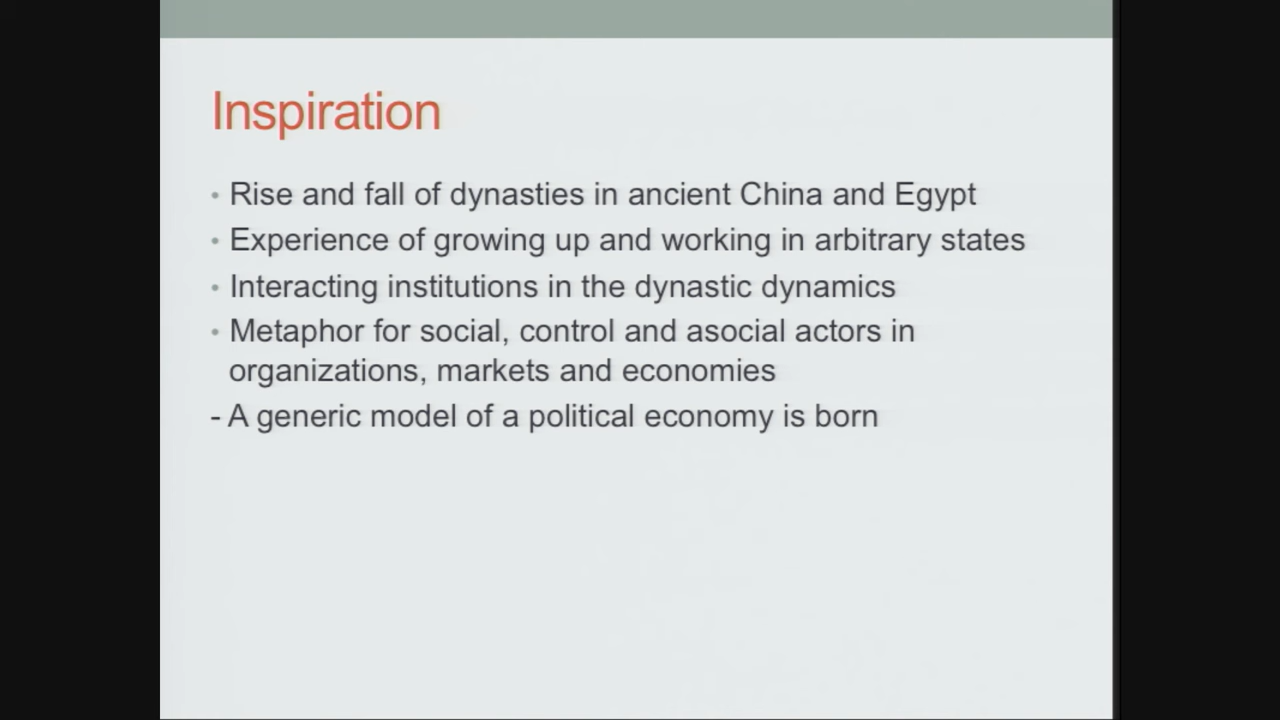 Inspiration
• Rise and fall of dynasties in ancient China and Egypt
• Experience of growing up and working in arbitrary states
• Interacting institutions in the dynastic dynamics
• Metaphor for social, control and asocial actors in
organizations, markets and economies
- A generic model of a political economy is born